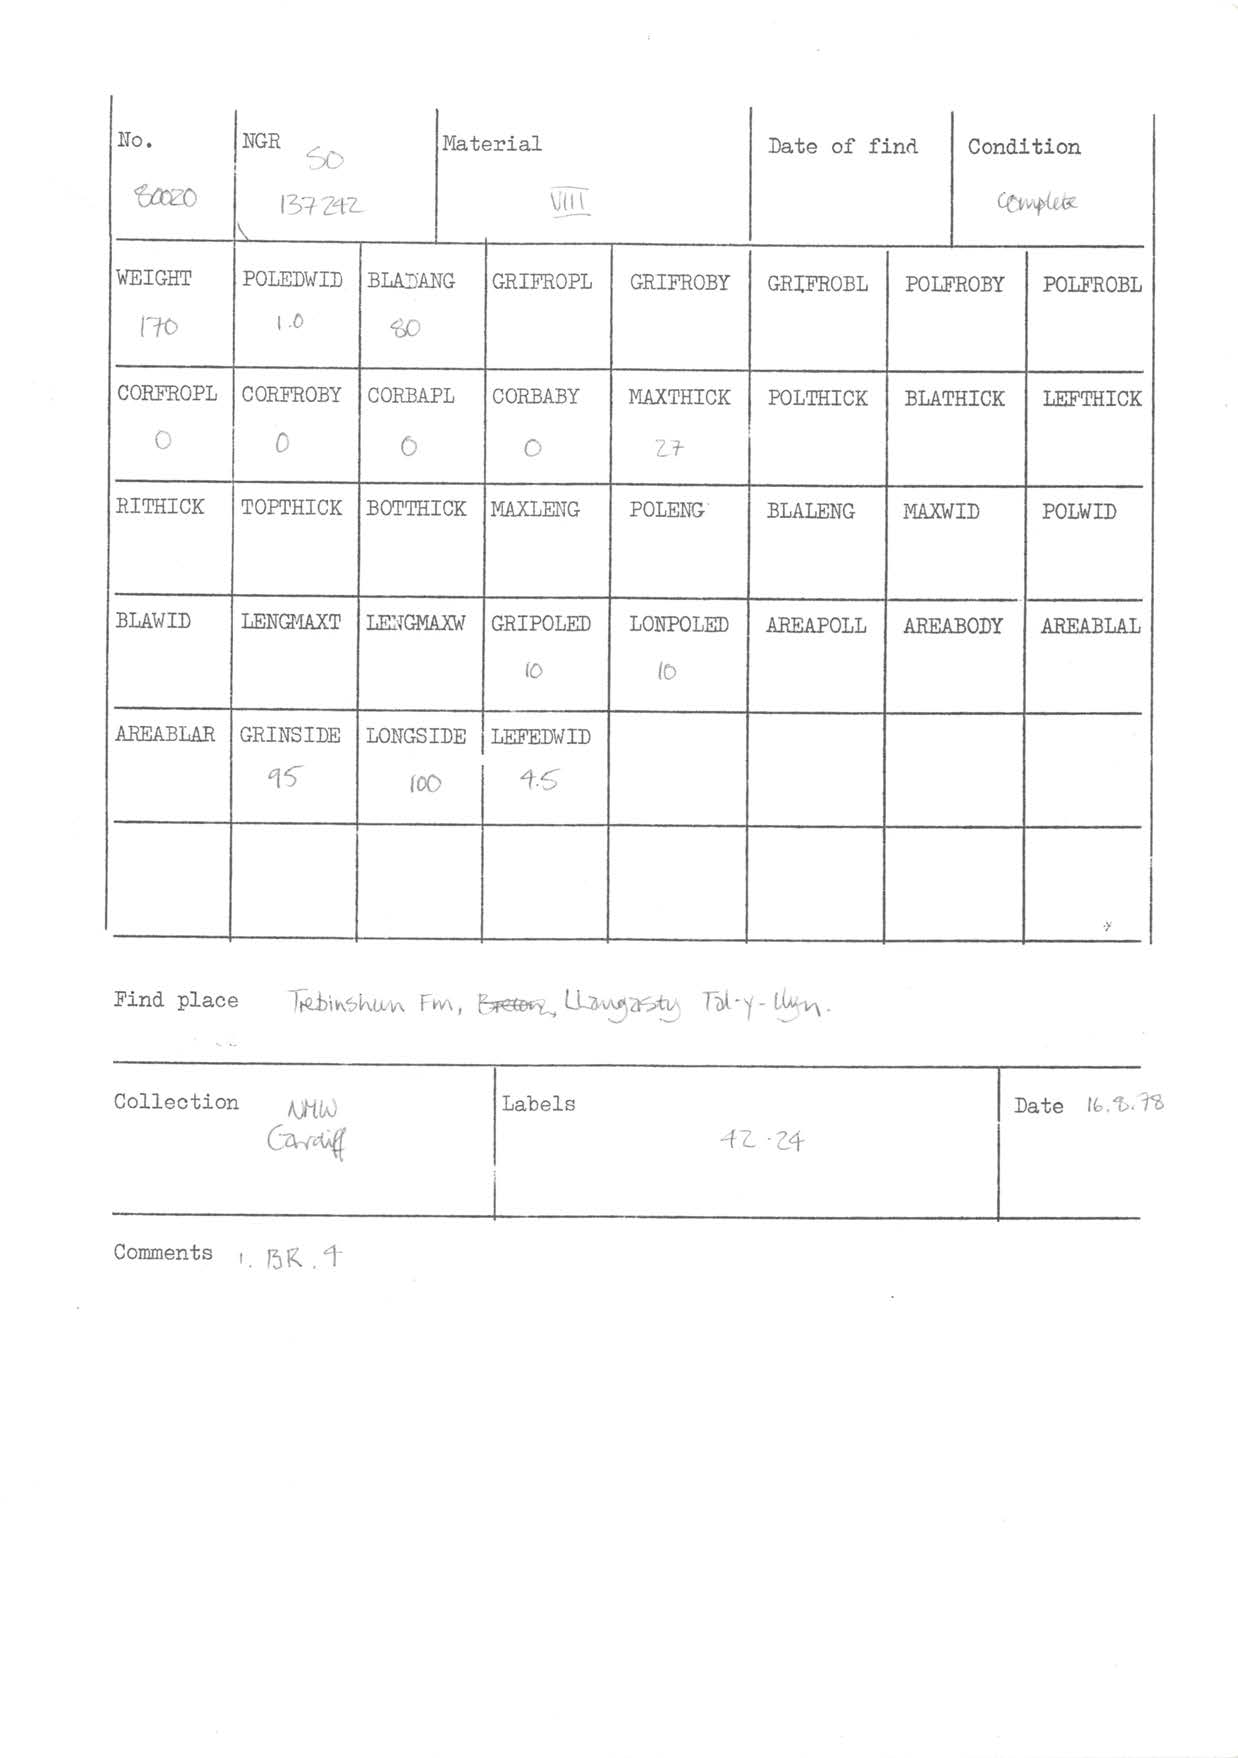 No. NGR Material Date of find Condition
SO
80020 137242 VIII complete
WEIGHT POLEDWID BLADANG GRIFROPL GRIFROBY GRIFROBL POLFROBY POLFROBL
170 1.0 80
CORFROPL CORFROBY CORBAPL CORBABY MAXTHICK POLTHICK BLATHICK LEFTHICK
0 0 0 0 27
RITHICK TOPTHICK BOTTHICK MAXLENG POLENG BLALENG MAXWID POLWID
BLAWID LENGMAXT LENGMAXW GRIPOLED LONPOLED AREAPOLL AREABODY AREABLAL
10 10
AREABLAR GRINSIDE LONGSIDE LEFEDWID
95 100 4.5
Find place Trebinshun Fm, Llangasty Tal-y-Llyn.
Collection NMW Labels Date 16.8.78
Cardiff 42.24
Comments 1. BR. 4